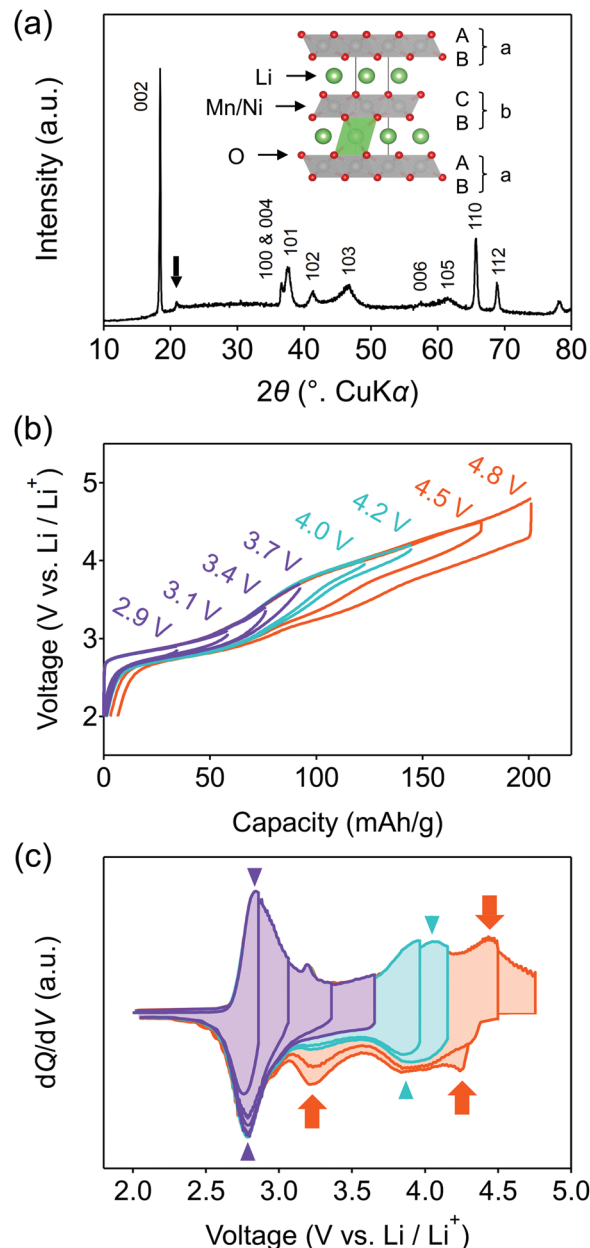 (a)
Intensity (a.u.)
002
Li
Mn/Ni
O
A
B
a
C
B
b
A
B
a
100 & 004
101
102
103
006
105
110
112
10 20 30 40 50 60 70 80
2θ (°. CuKα)
(b)
Voltage (V vs. Li / Li⁺)
5
4
3
2
2.9 V
3.1 V
3.4 V
3.7 V
4.0 V
4.2 V
4.5 V
4.8 V
0 50 100 150 200
Capacity (mAh/g)
(c)
dQ/dV (a.u.)
2.0 2.5 3.0 3.5 4.0 4.5 5.0
Voltage (V vs. Li / Li⁺)